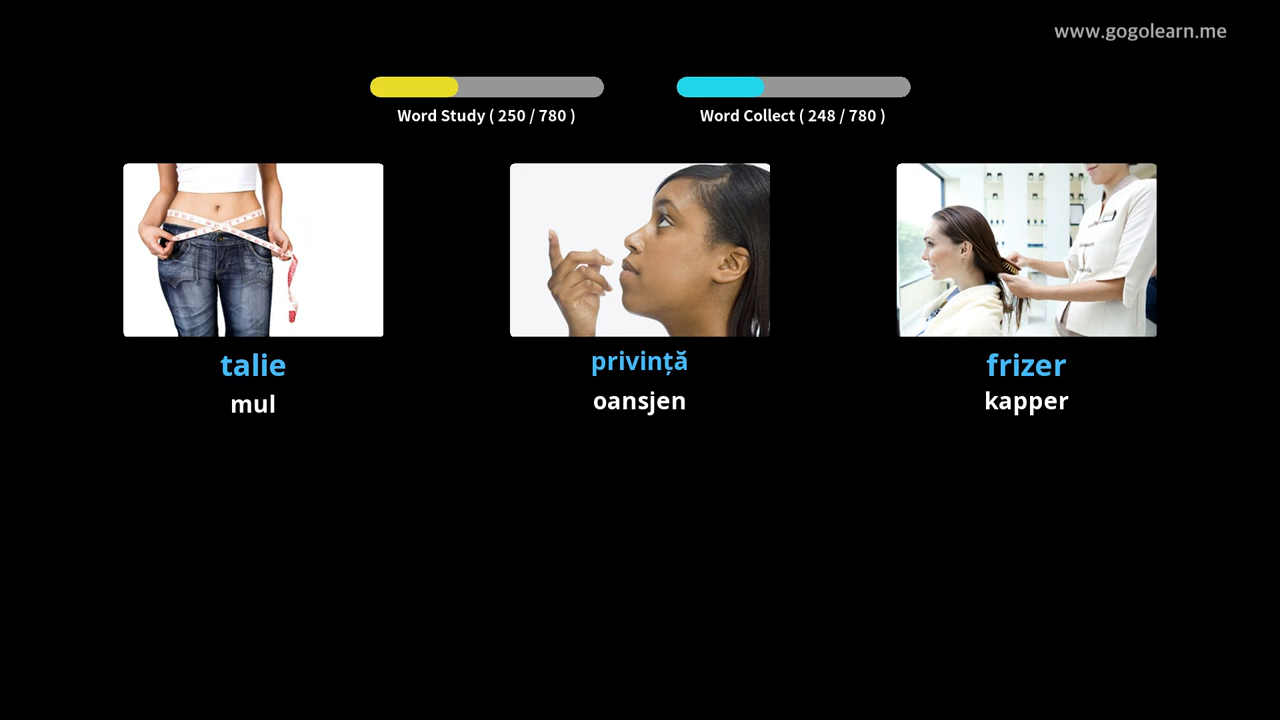 www.gogolearn.me
Word Study ( 250 / 780 )
Word Collect ( 248 / 780 )
talie
privință
frizer
mul
oansjen
kapper